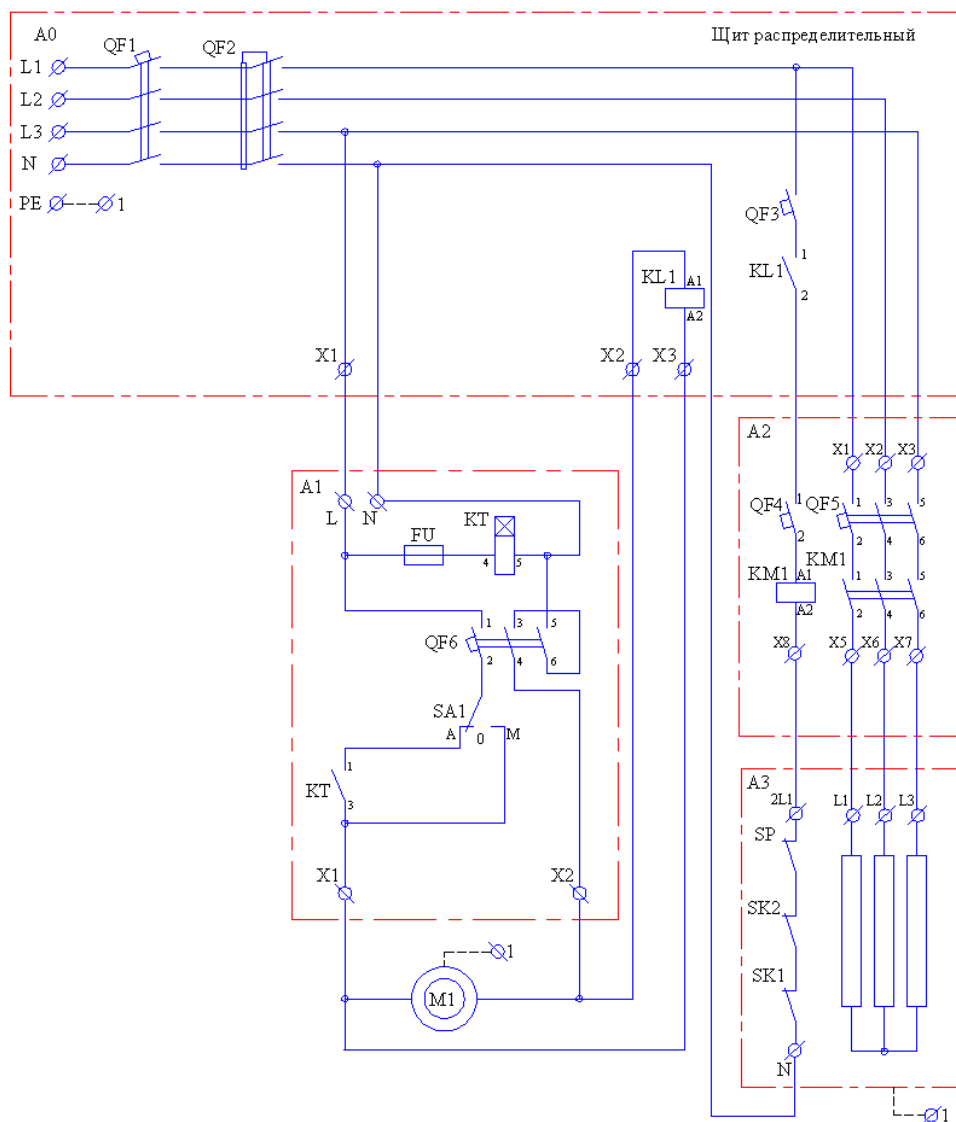 A0
QF1
QF2
Щит распределительный
L1
L2
L3
N
PE
1
QF3
KL1
A1
A2
KL1
1
2
X1
X2
X3
A2
X1
X2
X3
A1
L
N
KT
FU
4
5
QF4
1
2
QF5
1
3
5
2
4
6
KM1
A1
A2
KM1
1
3
5
2
4
6
QF6
1
3
5
2
4
6
X8
X5
X6
X7
SA1
A
0
M
KT
1
3
A3
2L1
L1
L2
L3
SP
X1
X2
SK2
1
M1
SK1
N
1